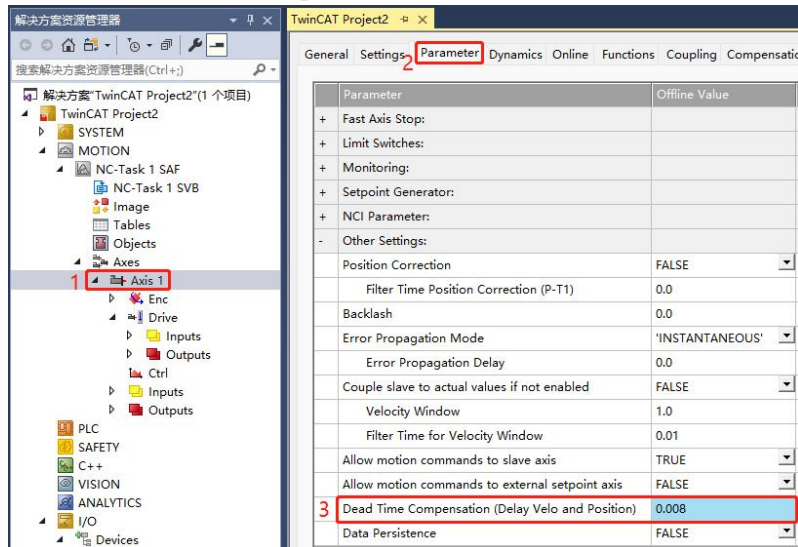 解决方案资源管理器
搜索解决方案资源管理器(Ctrl+;)
解决方案"TwinCAT Project2"(1 个项目)
TwinCAT Project2
SYSTEM
MOTION
NC-Task 1 SAF
NC-Task 1 SVB
Image
Tables
Objects
Axes
1 Axis 1
Enc
Drive
Inputs
Outputs
Ctrl
Inputs
Outputs
PLC
SAFETY
C++
VISION
ANALYTICS
I/O
Devices
TwinCAT Project2
General Settings 2 Parameter Dynamics Online Functions Coupling Compensatio
Parameter Offline Value
+ Fast Axis Stop:
+ Limit Switches:
+ Monitoring:
+ Setpoint Generator:
+ NCI Parameter:
- Other Settings:
Position Correction FALSE
Filter Time Position Correction (P-T1) 0.0
Backlash 0.0
Error Propagation Mode 'INSTANTANEOUS'
Error Propagation Delay 0.0
Couple slave to actual values if not enabled FALSE
Velocity Window 1.0
Filter Time for Velocity Window 0.01
Allow motion commands to slave axis TRUE
Allow motion commands to external setpoint axis FALSE
3 Dead Time Compensation (Delay Velo and Position) 0.008
Data Persistence FALSE